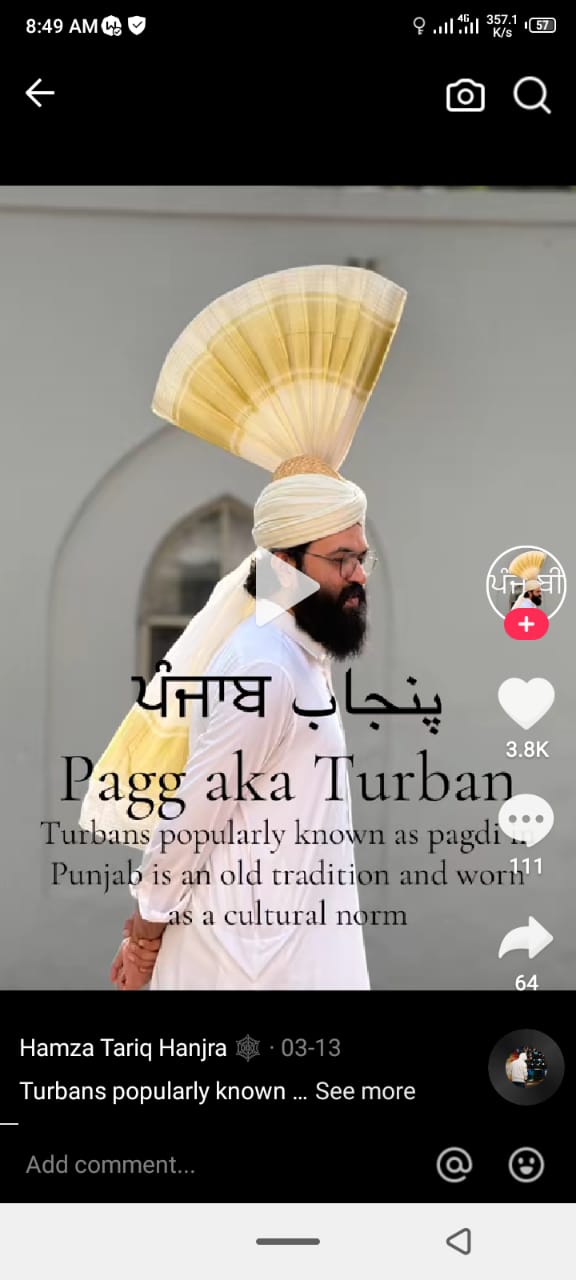 8:49 AM
4G
357.1
K/s
57
ਪੰਜਾਬ پنجاب
Pagg aka Turban
Turbans popularly known as pagdi in
Punjab is an old tradition and worn
as a cultural norm
3.8K
111
64
Hamza Tariq Hanjra · 03-13
Turbans popularly known ... See more
Add comment...